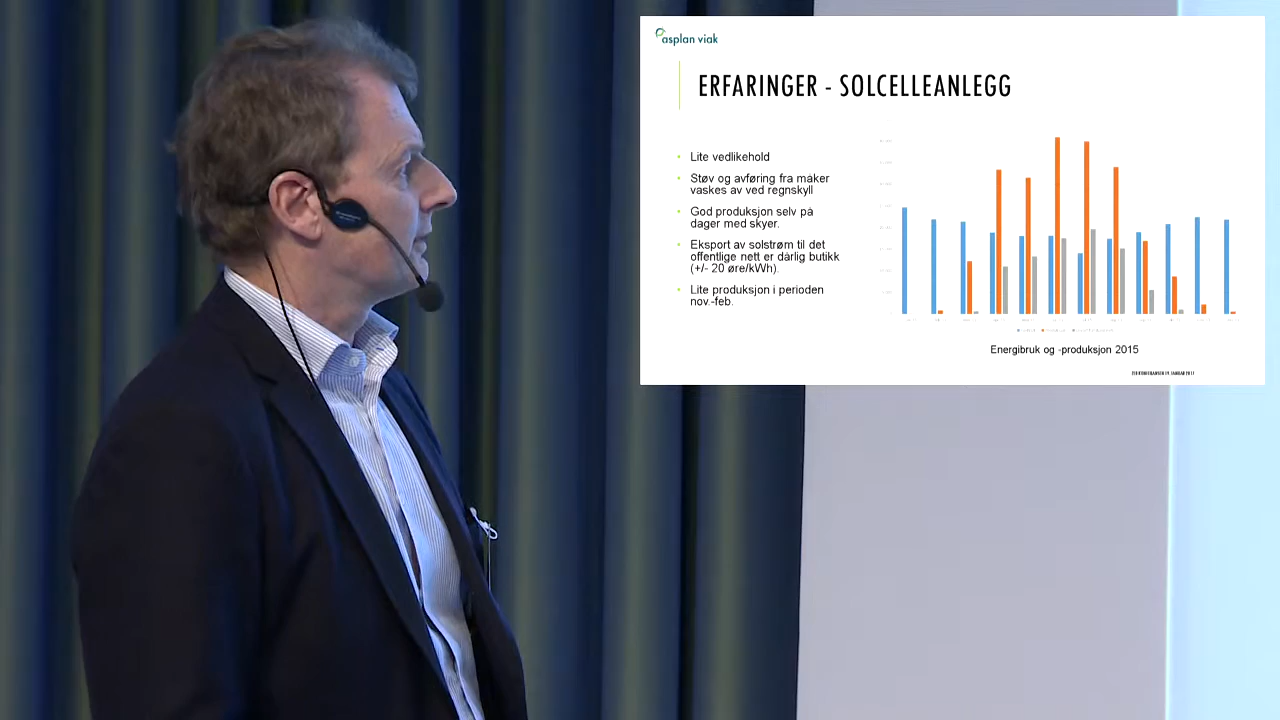 asplan viak
ERFARINGER - SOLCELLEANLEGG
Lite vedlikehold
Støv og avføring fra måker
vaskes av ved regnskyll
God produksjon selv på
dager med skyer.
Eksport av solstrøm til det
offentlige nett er dårlig butikk
(+/- 20 øre/kWh).
Lite produksjon i perioden
nov.-feb.
Energibruk og -produksjon 2015